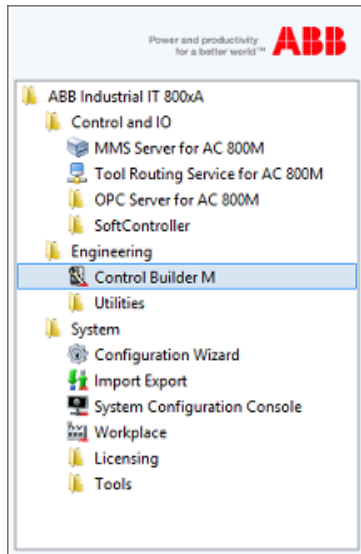 Power and productivity
for a better world™
ABB
ABB Industrial IT 800xA
Control and IO
MMS Server for AC 800M
Tool Routing Service for AC 800M
OPC Server for AC 800M
SoftController
Engineering
Control Builder M
Utilities
System
Configuration Wizard
Import Export
System Configuration Console
Workplace
Licensing
Tools